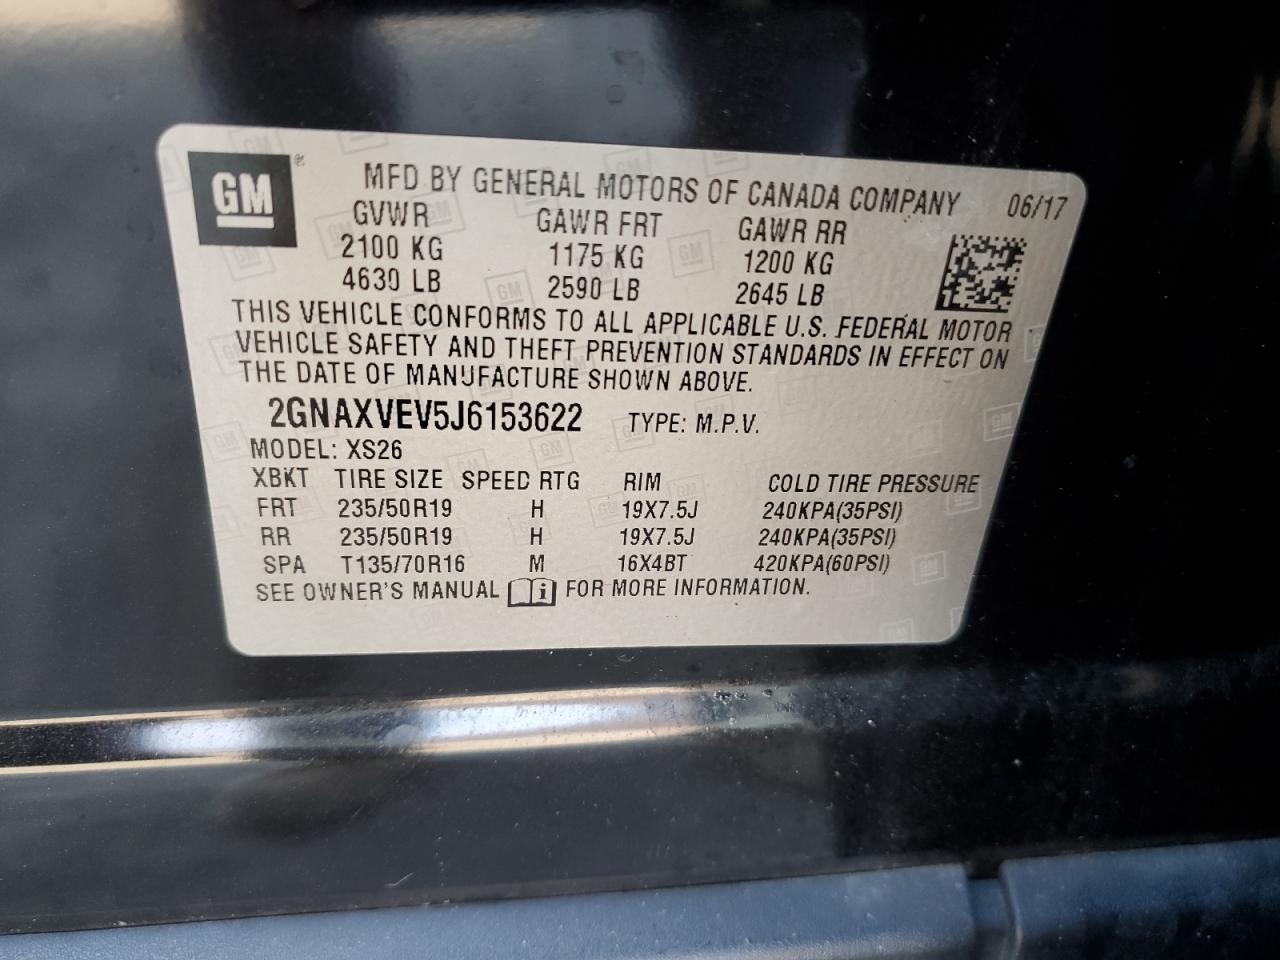 GM ® MFD BY GENERAL MOTORS OF CANADA COMPANY 06/17
GVWR GAWR FRT GAWR RR
2100 KG 1175 KG 1200 KG
4630 LB 2590 LB 2645 LB
THIS VEHICLE CONFORMS TO ALL APPLICABLE U.S. FEDERAL MOTOR
VEHICLE SAFETY AND THEFT PREVENTION STANDARDS IN EFFECT ON
THE DATE OF MANUFACTURE SHOWN ABOVE.
2GNAXVEV5J6153622 TYPE: M.P.V.
MODEL: XS26
XBKT TIRE SIZE SPEED RTG RIM COLD TIRE PRESSURE
FRT 235/50R19 H 19X7.5J 240KPA(35PSI)
RR 235/50R19 H 19X7.5J 240KPA(35PSI)
SPA T135/70R16 M 16X4BT 420KPA(60PSI)
SEE OWNER'S MANUAL i FOR MORE INFORMATION.